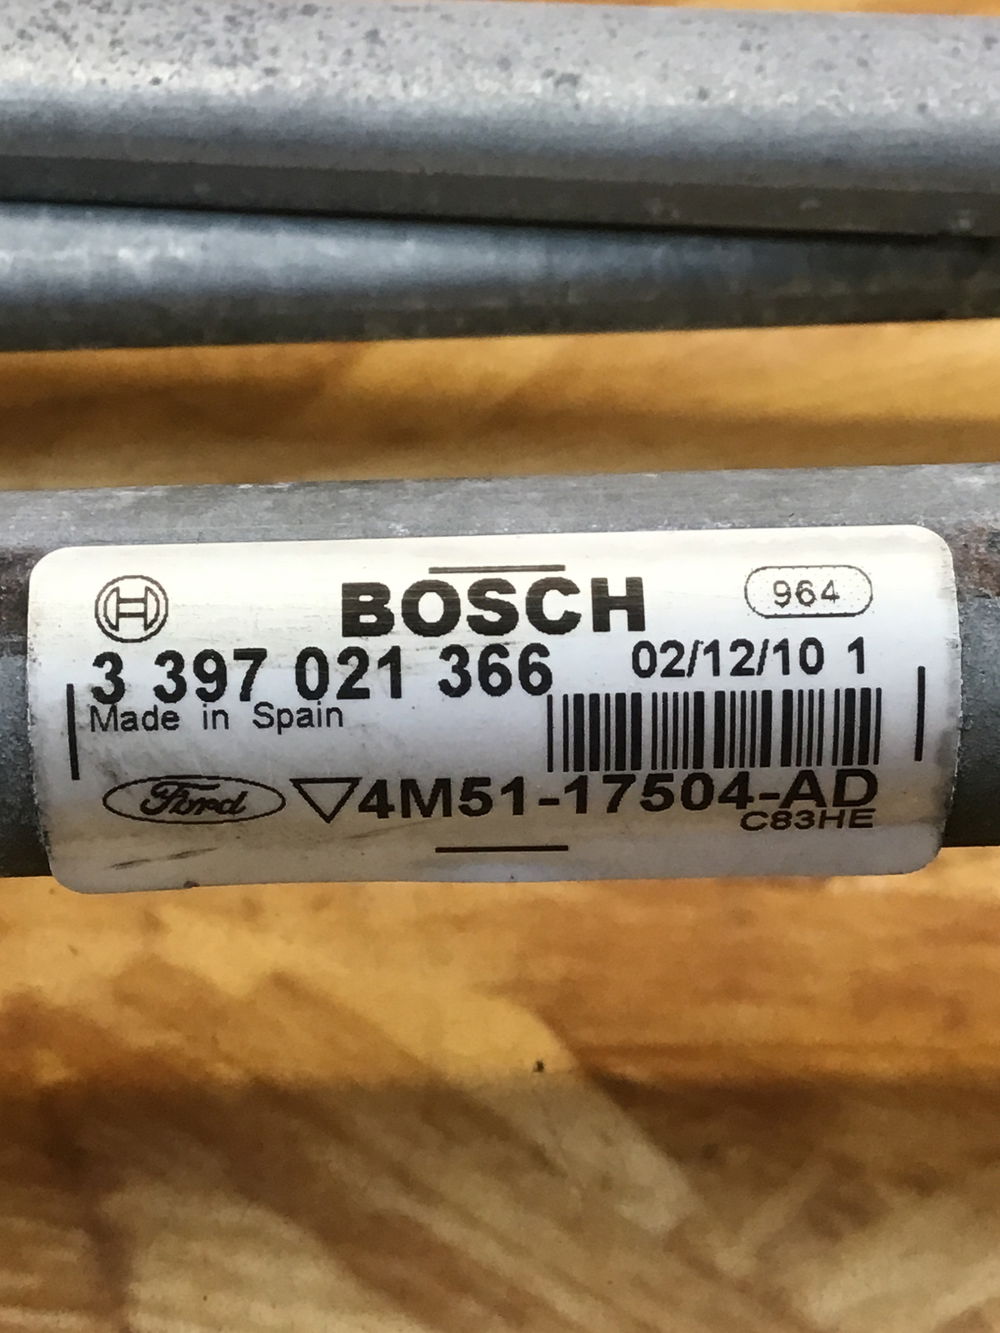 BOSCH
964
3 397 021 366
02/12/10 1
Made in Spain
Ford
4M51-17504-AD
C83HE